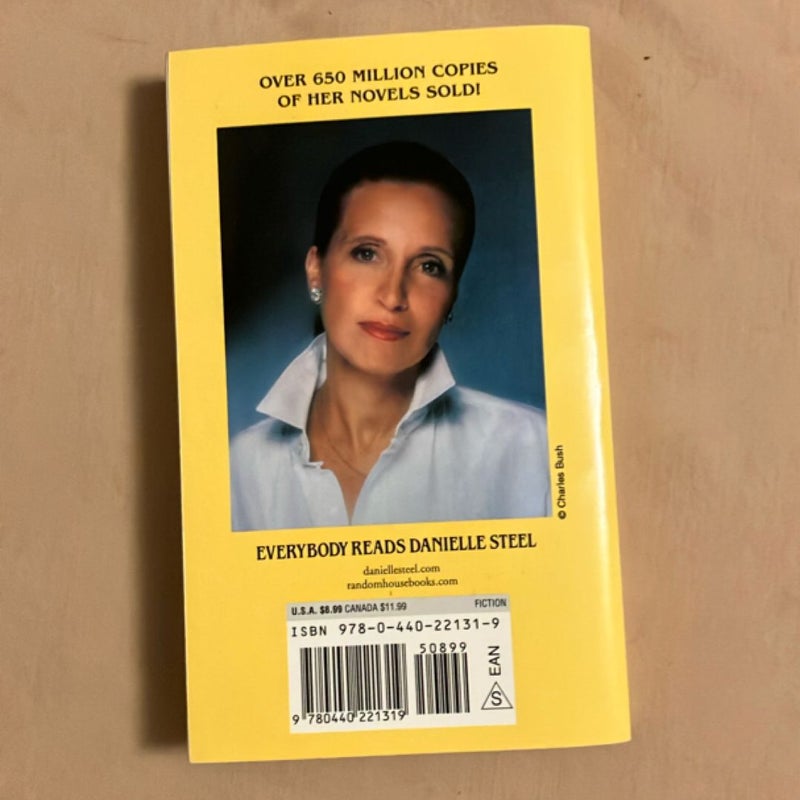 OVER 650 MILLION COPIES
OF HER NOVELS SOLD!
© Charles Bush
EVERYBODY READS DANIELLE STEEL
daniellesteel.com
randomhousebooks.com
U.S.A. $8.99 CANADA $11.99 FICTION
ISBN 978-0-440-22131-9
50899
EAN
S
9 780440 221319